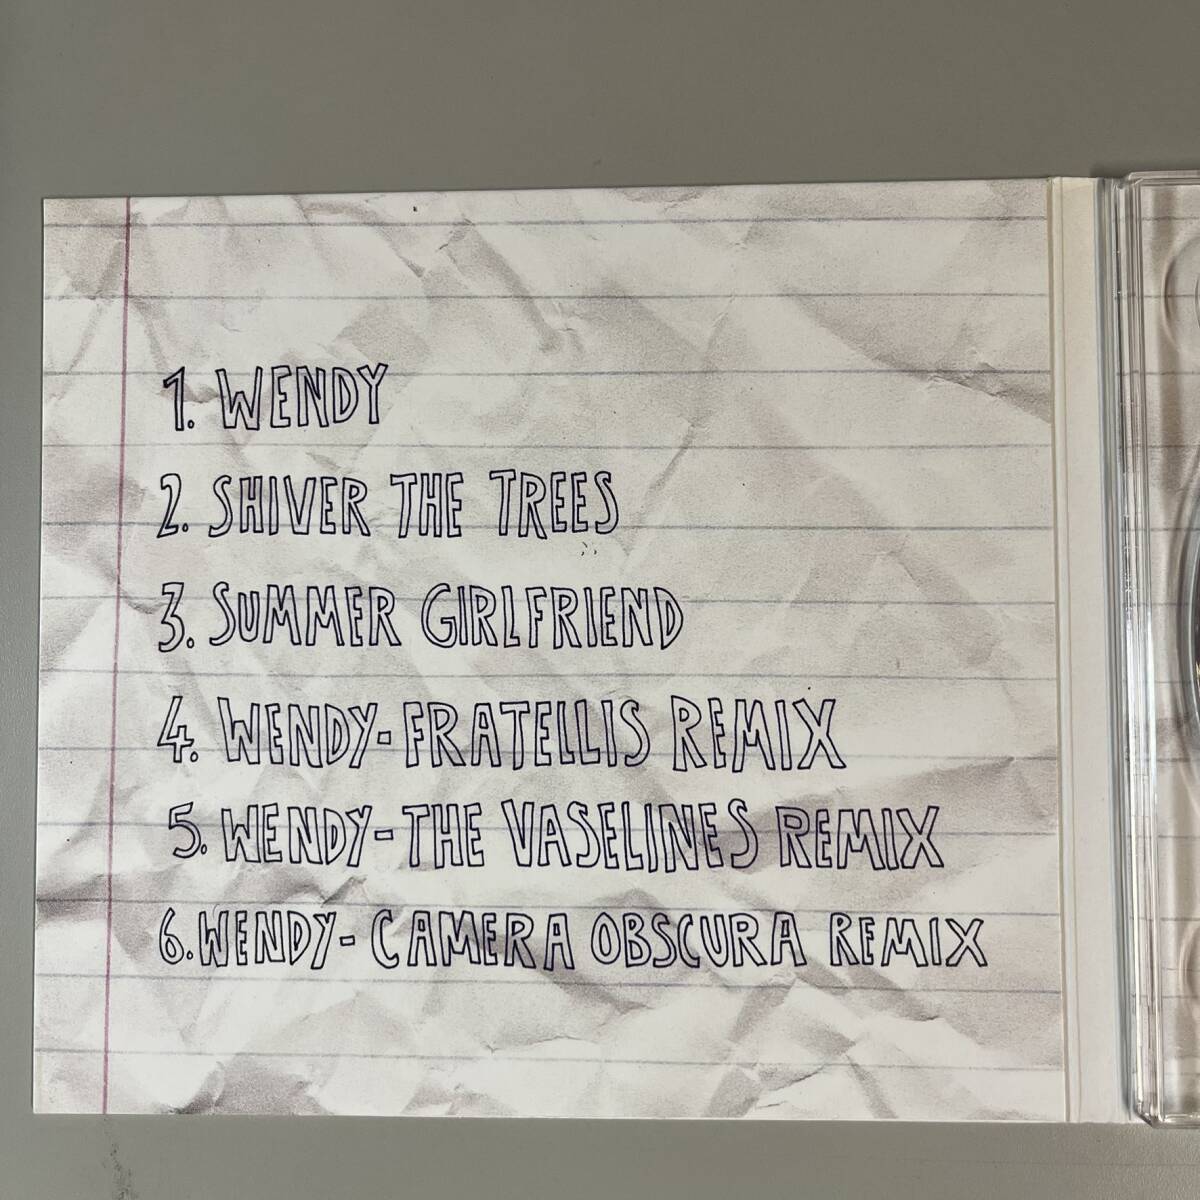 1. WENDY
2. SHIVER THE TREES
3. SUMMER GIRLFRIEND
4. WENDY-FRATELLIS REMIX
5. WENDY-THE VASELINES REMIX
6. WENDY-CAMERA OBSCURA REMIX